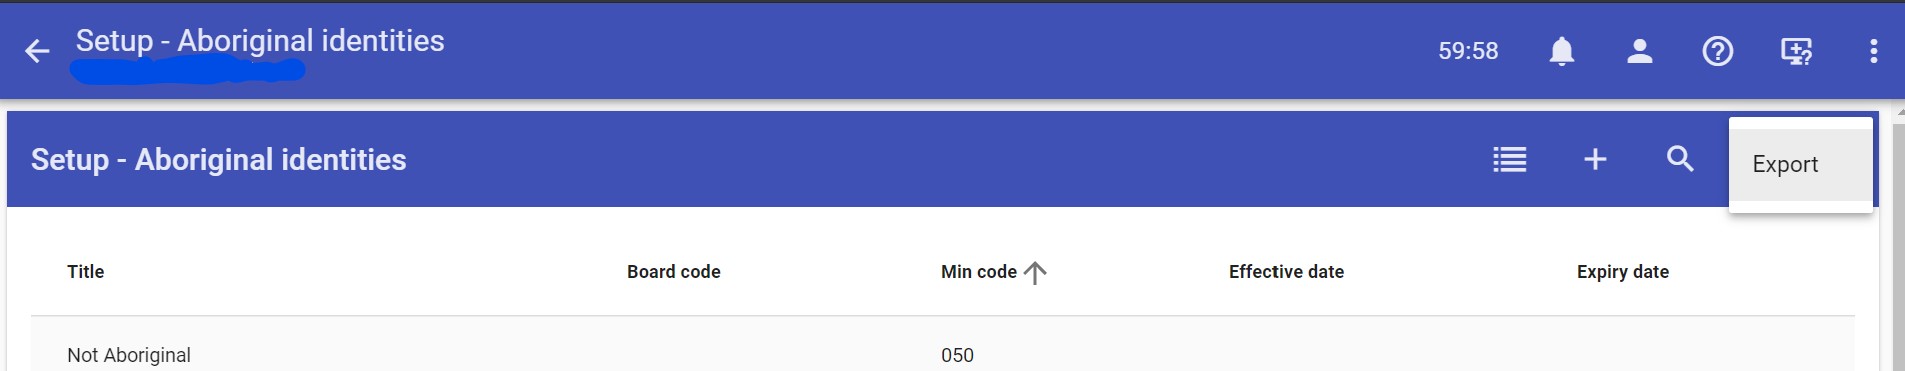 Setup - Aboriginal identities
59:58
Setup - Aboriginal identities
Export
Title Board code Min code Effective date Expiry date
Not Aboriginal 050